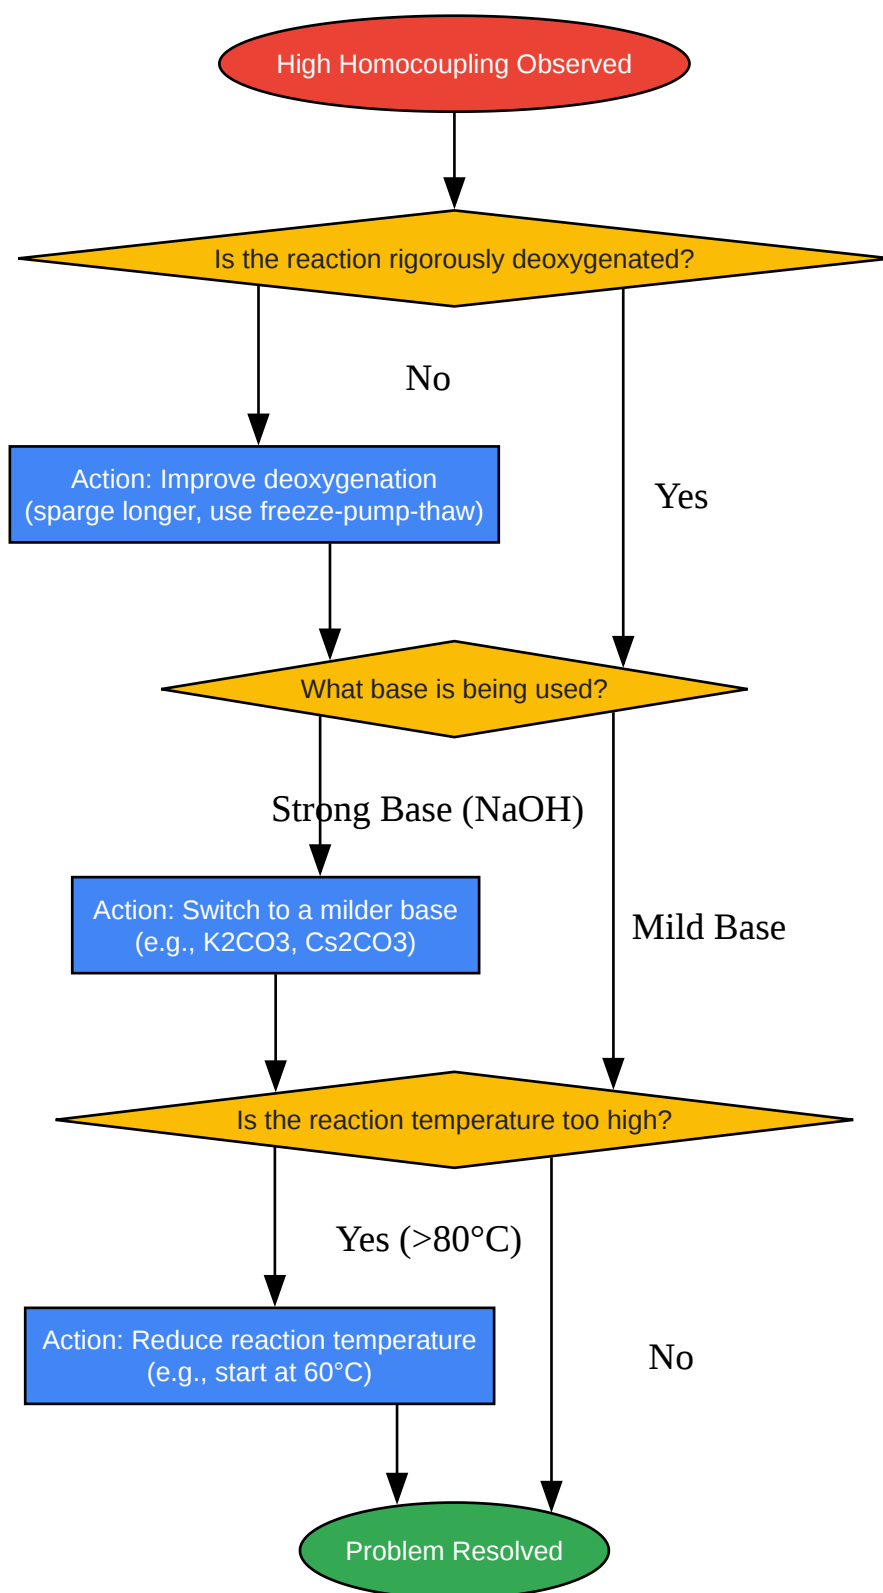 High Homocoupling Observed
Is the reaction rigorously deoxygenated?
No
Action: Improve deoxygenation
(sparge longer, use freeze-pump-thaw)
Yes
What base is being used?
Strong Base (NaOH)
Action: Switch to a milder base
(e.g., K2CO3, Cs2CO3)
Mild Base
Is the reaction temperature too high?
Yes (>80°C)
Action: Reduce reaction temperature
(e.g., start at 60°C)
No
Problem Resolved